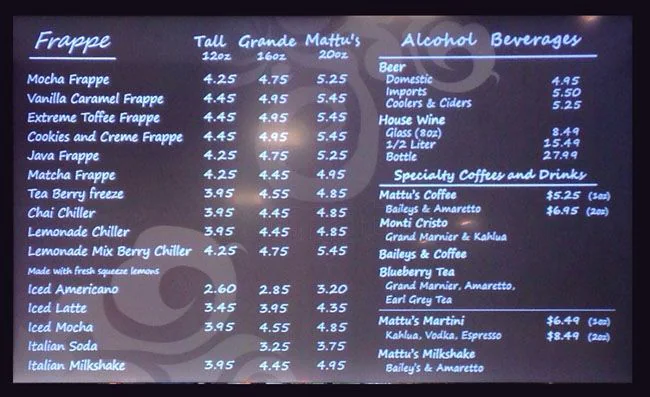 Frappe Tall Grande Mattu's
12oz 16oz 20oz
Mocha Frappe 4.25 4.75 5.25
Vanilla Caramel Frappe 4.45 4.95 5.45
Extreme Toffee Frappe 4.45 4.95 5.45
Cookies and Creme Frappe 4.45 4.95 5.45
Java Frappe 4.25 4.75 5.25
Matcha Frappe 4.25 4.45 4.95
Tea Berry freeze 3.95 4.55 4.85
Chai Chiller 3.95 4.45 4.85
Lemonade Chiller 3.95 4.45 4.85
Lemonade Mix Berry Chiller 4.25 4.75 5.45
Made with fresh squeeze lemons
Iced Americano 2.60 2.85 3.20
Iced Latte 3.45 3.95 4.35
Iced Mocha 3.95 4.55 4.85
Italian Soda 3.25 3.75
Italian Milkshake 3.95 4.45 4.95
Alcohol Beverages
Beer
Domestic 4.95
Imports 5.50
Coolers & Ciders 5.25
House Wine
Glass (8oz) 8.49
1/2 Liter 15.49
Bottle 27.99
Specialty Coffees and Drinks
Mattu's Coffee $5.25 (1oz)
Baileys & Amaretto $6.95 (2oz)
Monti Cristo
Grand Marnier & Kahlua
Baileys & Coffee
Blueberry Tea
Grand Marnier, Amaretto,
Earl Grey Tea
Mattu's Martini $6.49 (1oz)
Kahlua, Vodka, Espresso $8.49 (2oz)
Mattu's Milkshake
Bailey's & Amaretto